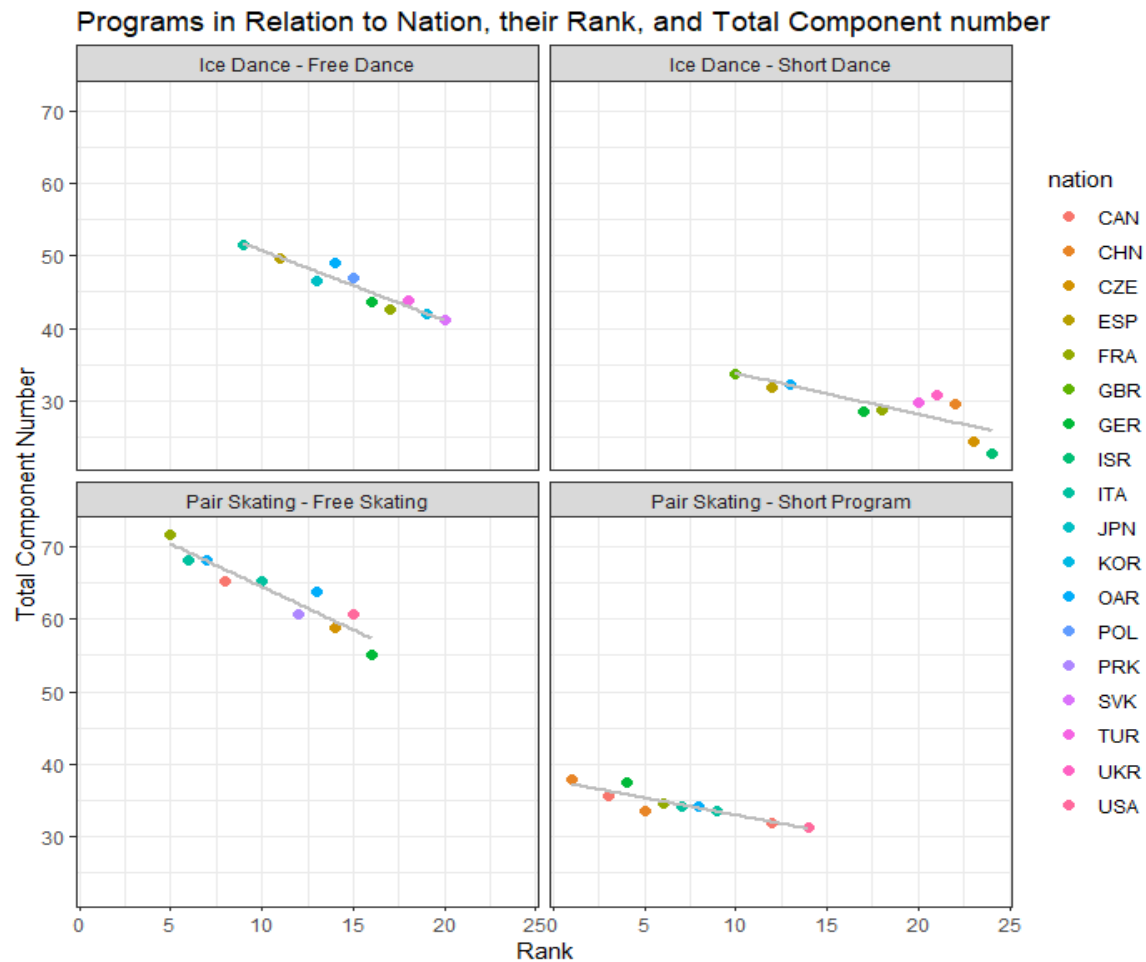 Programs in Relation to Nation, their Rank, and Total Component number
Ice Dance - Free Dance
Ice Dance - Short Dance
70
60
50
40
30
Pair Skating - Free Skating
Pair Skating - Short Program
70
60
50
40
30
Total Component Number
0 5 10 15 20 25 0 5 10 15 20 25
Rank
nation
CAN
CHN
CZE
ESP
FRA
GBR
GER
ISR
ITA
JPN
KOR
OAR
POL
PRK
SVK
TUR
UKR
USA